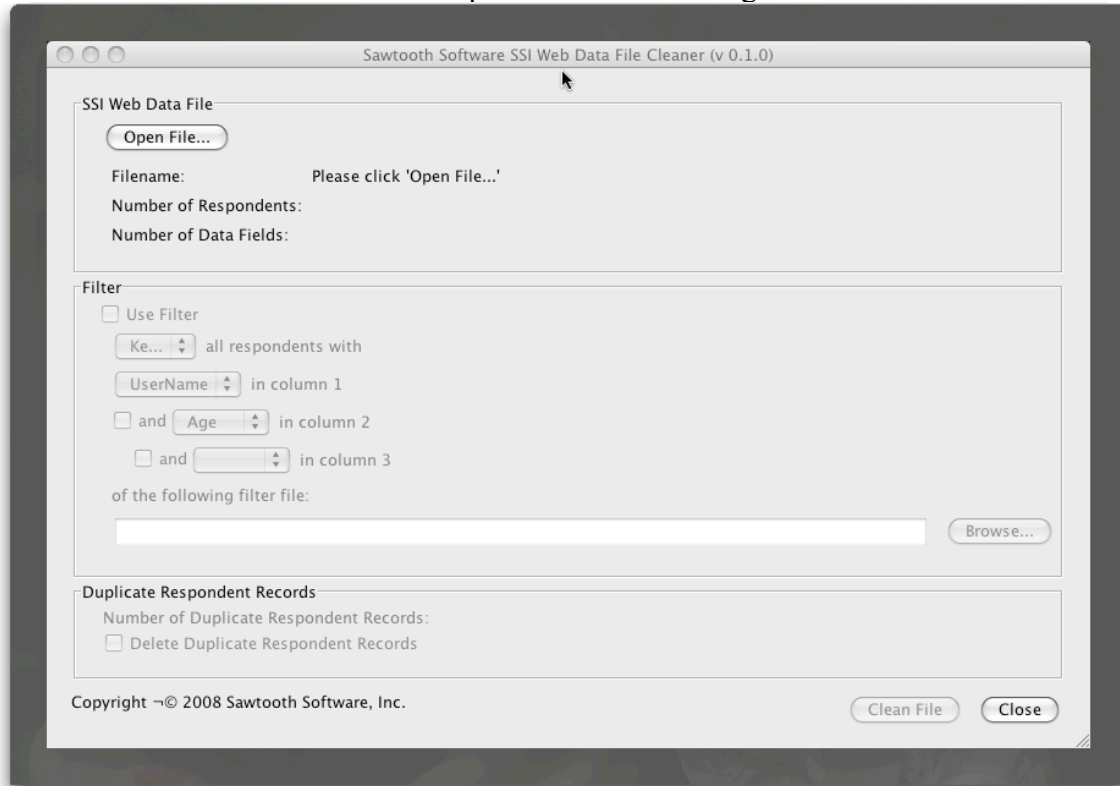 Sawtooth Software SSI Web Data File Cleaner (v 0.1.0)
SSI Web Data File
Open File...
Filename: Please click 'Open File...'
Number of Respondents:
Number of Data Fields:
Filter
Use Filter
Ke... all respondents with
UserName in column 1
and Age in column 2
and in column 3
of the following filter file:
Browse...
Duplicate Respondent Records
Number of Duplicate Respondent Records:
Delete Duplicate Respondent Records
Copyright ¬© 2008 Sawtooth Software, Inc.
Clean File Close